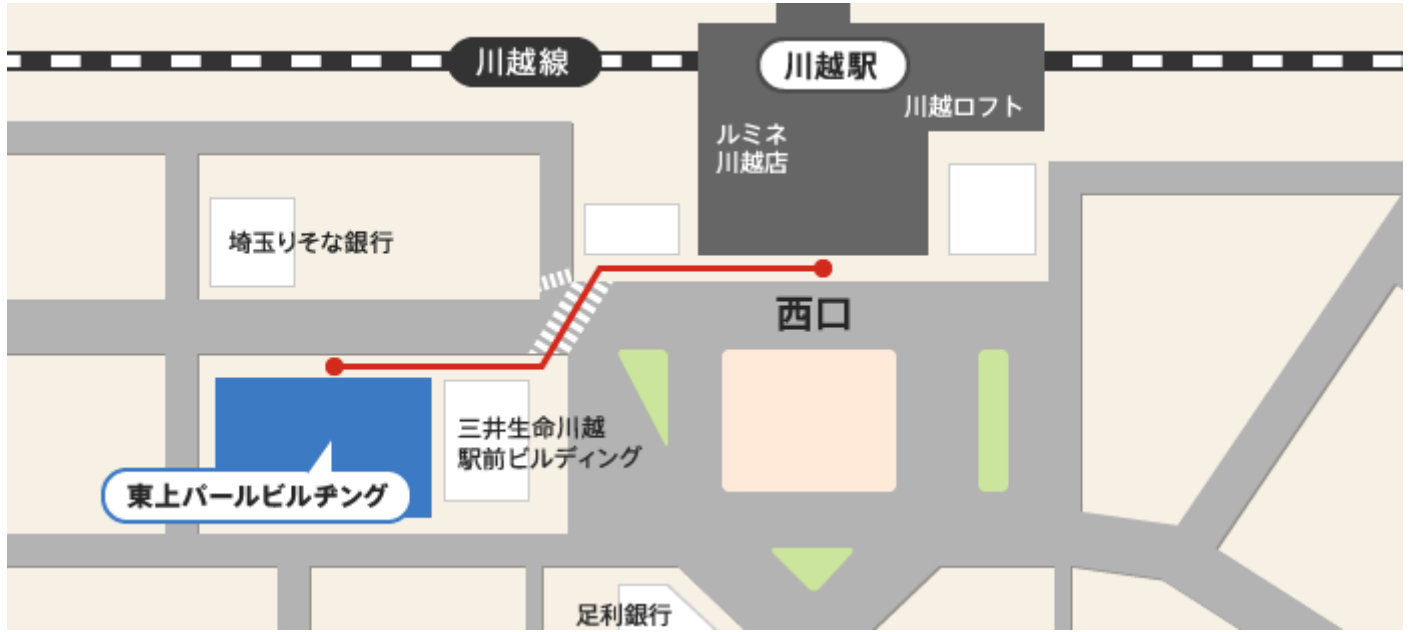 川越線
川越駅
川越ロフト
ルミネ
川越店
埼玉りそな銀行
西口
三井生命川越
駅前ビルディング
東上パールビルヂング
足利銀行